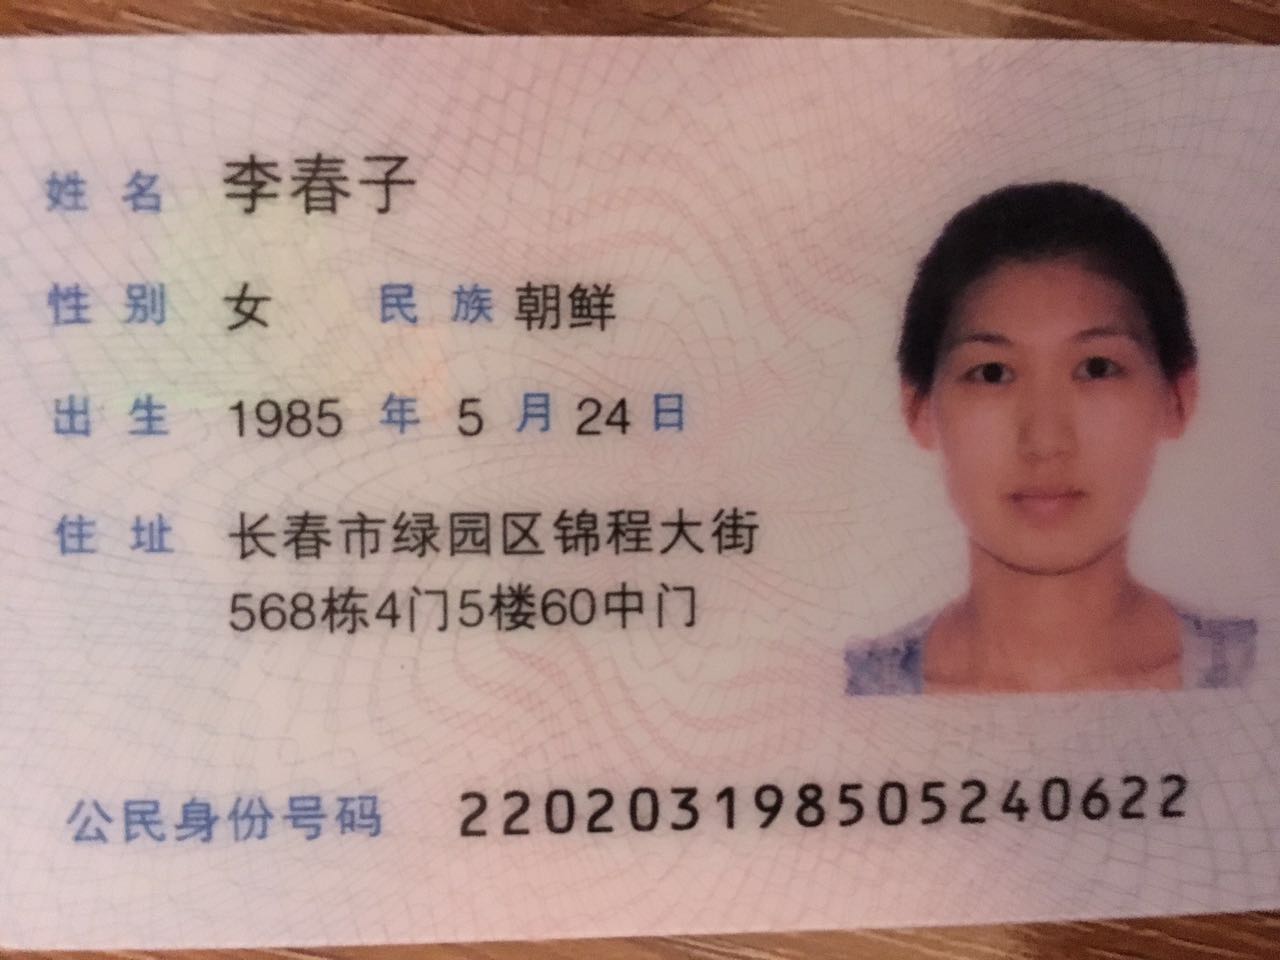 姓名 李春子
性别 女 民族 朝鲜
出生 1985 年 5 月 24 日
住址 长春市绿园区锦程大街
568栋4门5楼60中门
公民身份号码 220203198505240622